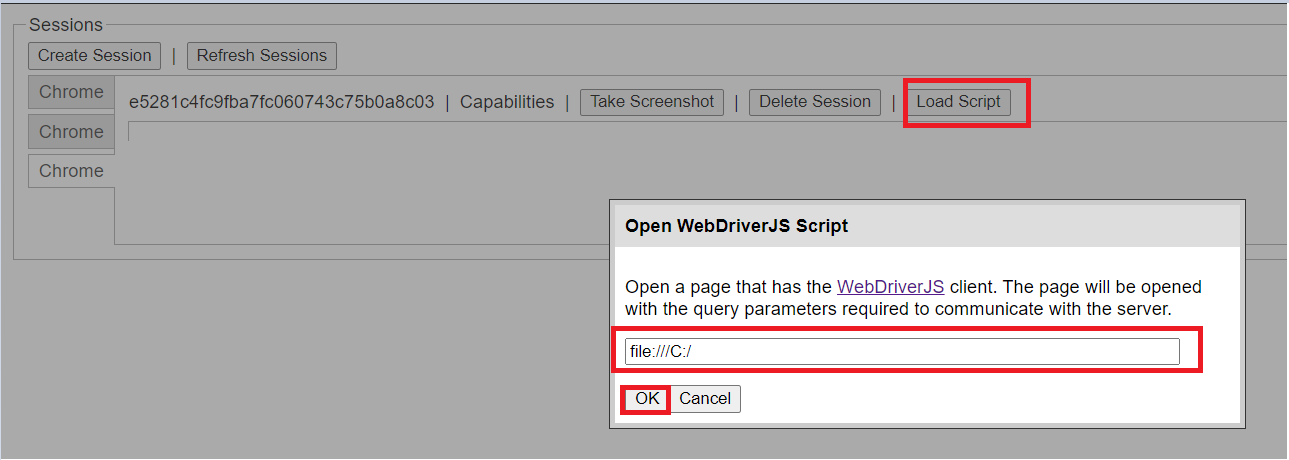 Sessions
Create Session | Refresh Sessions
Chrome
e5281c4fc9fba7fc060743c75b0a8c03 | Capabilities | Take Screenshot | Delete Session | Load Script
Chrome
Chrome
Open WebDriverJS Script
Open a page that has the WebDriverJS client. The page will be opened
with the query parameters required to communicate with the server.
file:///C:/
OK Cancel